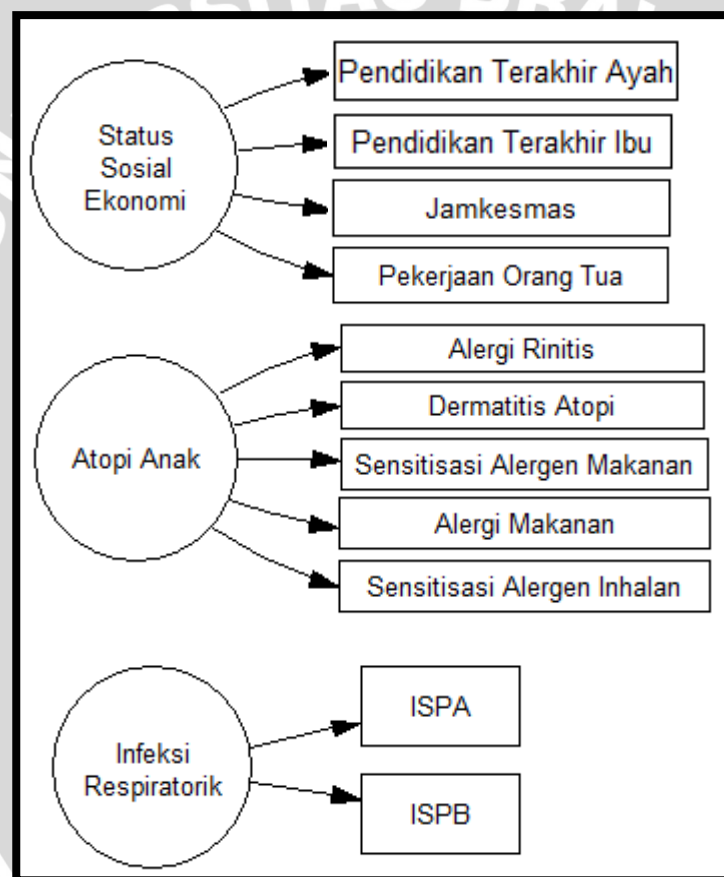 Status
Sosial
Ekonomi
Pendidikan Terakhir Ayah
Pendidikan Terakhir Ibu
Jamkesmas
Pekerjaan Orang Tua
Atopi Anak
Alergi Rinitis
Dermatitis Atopi
Sensitisasi Alergen Makanan
Alergi Makanan
Sensitisasi Alergen Inhalan
Infeksi
Respiratorik
ISPA
ISPB